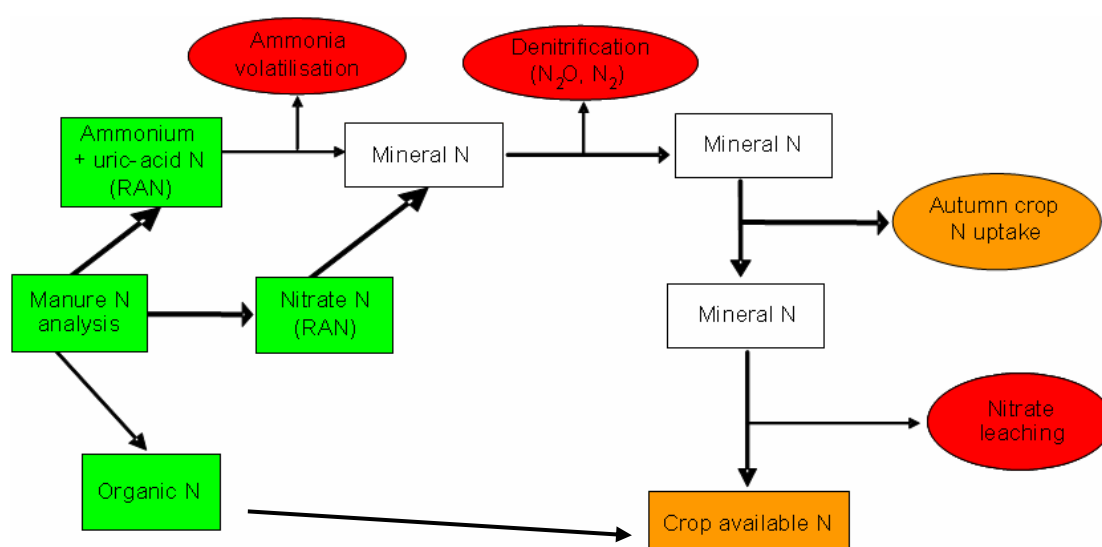 Ammonia
volatilisation
Denitrification
(N₂O, N₂)
Ammonium
+ uric-acid N
(RAN)
Mineral N
Mineral N
Autumn crop
N uptake
Manure N
analysis
Nitrate N
(RAN)
Mineral N
Nitrate
leaching
Organic N
Crop available N